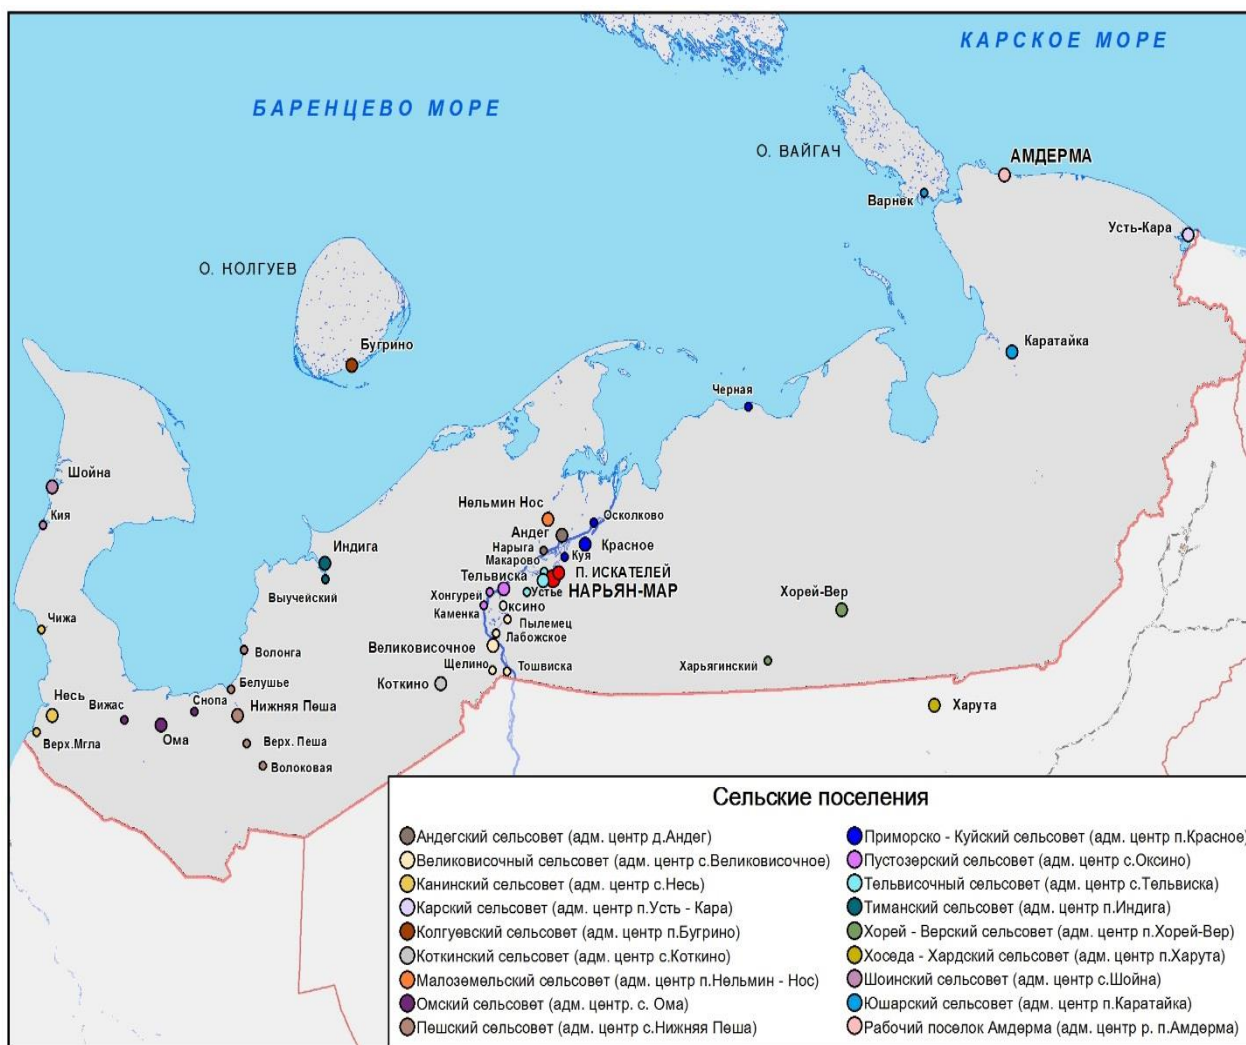 КАРСКОЕ МОРЕ
БАРЕНЦЕВО МОРЕ
О. ВАЙГАЧ
АМДЕРМА
Варнек
Усть-Кара
О. КОЛГУЕВ
Бугрино
Каратайка
Черная
Шойна
Кия
Нельмин Нос
Осколково
Андег
Нарыга
Красное
Макарово
Куя
Индига
П. ИСКАТЕЛЕЙ
Тельвиска
НАРЬЯН-МАР
Выучейский
Хонгурей
Устье
Хорей-Вер
Каменка
Оксино
Чижа
Пылемец
Лабожское
Великовисочное
Волонга
Щелино
Тошвиска
Харьягинский
Белушье
Коткино
Несь
Снопа
Вижас
Нижняя Пеша
Харута
Ома
Верх.Мгла
Верх. Пеша
Волоковая
Сельские поселения
Андегский сельсовет (адм. центр д.Андег)
Великовисочный сельсовет (адм. центр с.Великовисочное)
Канинский сельсовет (адм. центр с.Несь)
Карский сельсовет (адм. центр п.Усть - Кара)
Колгуевский сельсовет (адм. центр п.Бугрино)
Коткинский сельсовет (адм. центр с.Коткино)
Малоземельский сельсовет (адм. центр п.Нельмин - Нос)
Омский сельсовет (адм. центр. с. Ома)
Пешский сельсовет (адм. центр с.Нижняя Пеша)
Приморско - Куйский сельсовет (адм. центр п.Красное)
Пустозерский сельсовет (адм. центр с.Оксино)
Тельвисочный сельсовет (адм. центр с.Тельвиска)
Тиманский сельсовет (адм. центр п.Индига)
Хорей - Верский сельсовет (адм. центр п.Хорей-Вер)
Хоседа - Хардский сельсовет (адм. центр п.Харута)
Шоинский сельсовет (адм. центр с.Шойна)
Юшарский сельсовет (адм. центр п.Каратайка)
Рабочий поселок Амдерма (адм. центр р. п.Амдерма)